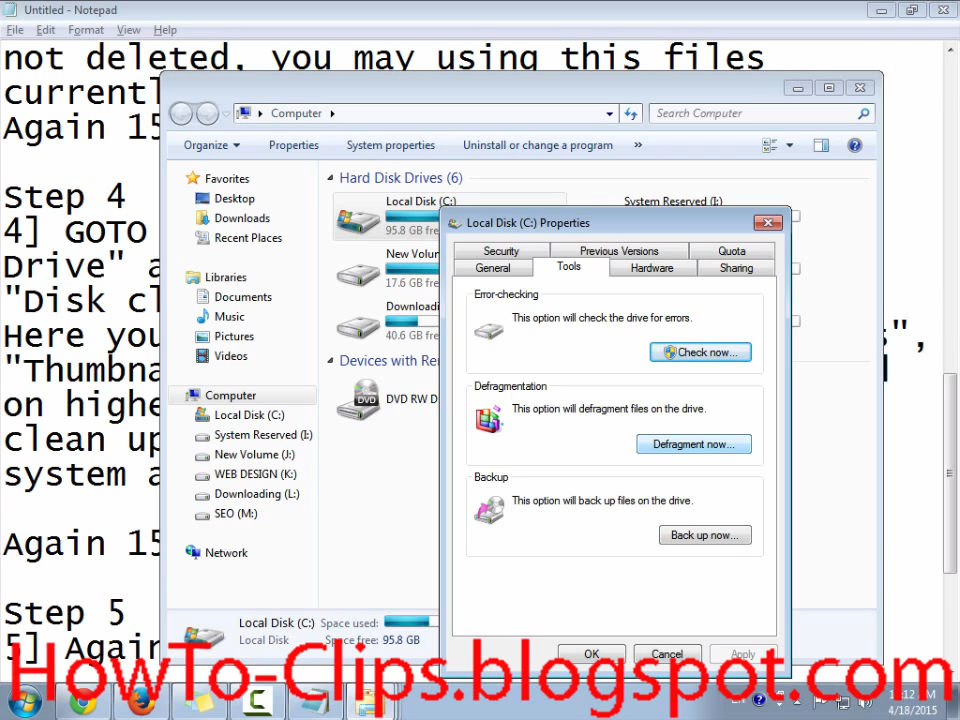 Untitled - Notepad
File Edit Format View Help
not deleted, you may using this files
currentl
Again 15
Step 4
4] GOTO
Drive" a
"Disk cl
Here you
s",
"Thumbna
on highe
clean up
system a
Again 15
Step 5
5] Again
Computer
Search Computer
Organize Properties System properties Uninstall or change a program »
Favorites
Desktop
Downloads
Recent Places
Libraries
Documents
Music
Pictures
Videos
Computer
Local Disk (C:)
System Reserved (I:)
New Volume (J:)
WEB DESIGN (K:)
Downloading (L:)
SEO (M:)
Network
Hard Disk Drives (6)
Local Disk (C:)
95.8 GB fre
System Reserved (I:)
New Volum
17.6 GB fre
Downloadi
40.6 GB fre
Devices with Re
DVD RW D
DVD
Local Disk (C:) Properties
Security Previous Versions Quota
General Tools Hardware Sharing
Error-checking
This option will check the drive for errors.
Check now...
Defragmentation
This option will defragment files on the drive.
Defragment now...
Backup
This option will back up files on the drive.
Back up now...
OK Cancel Apply
Local Disk (C:) Space used:
Local Disk Space free: 95.8 GB
HowTo-Clips.blogspot.com
4/18/2015